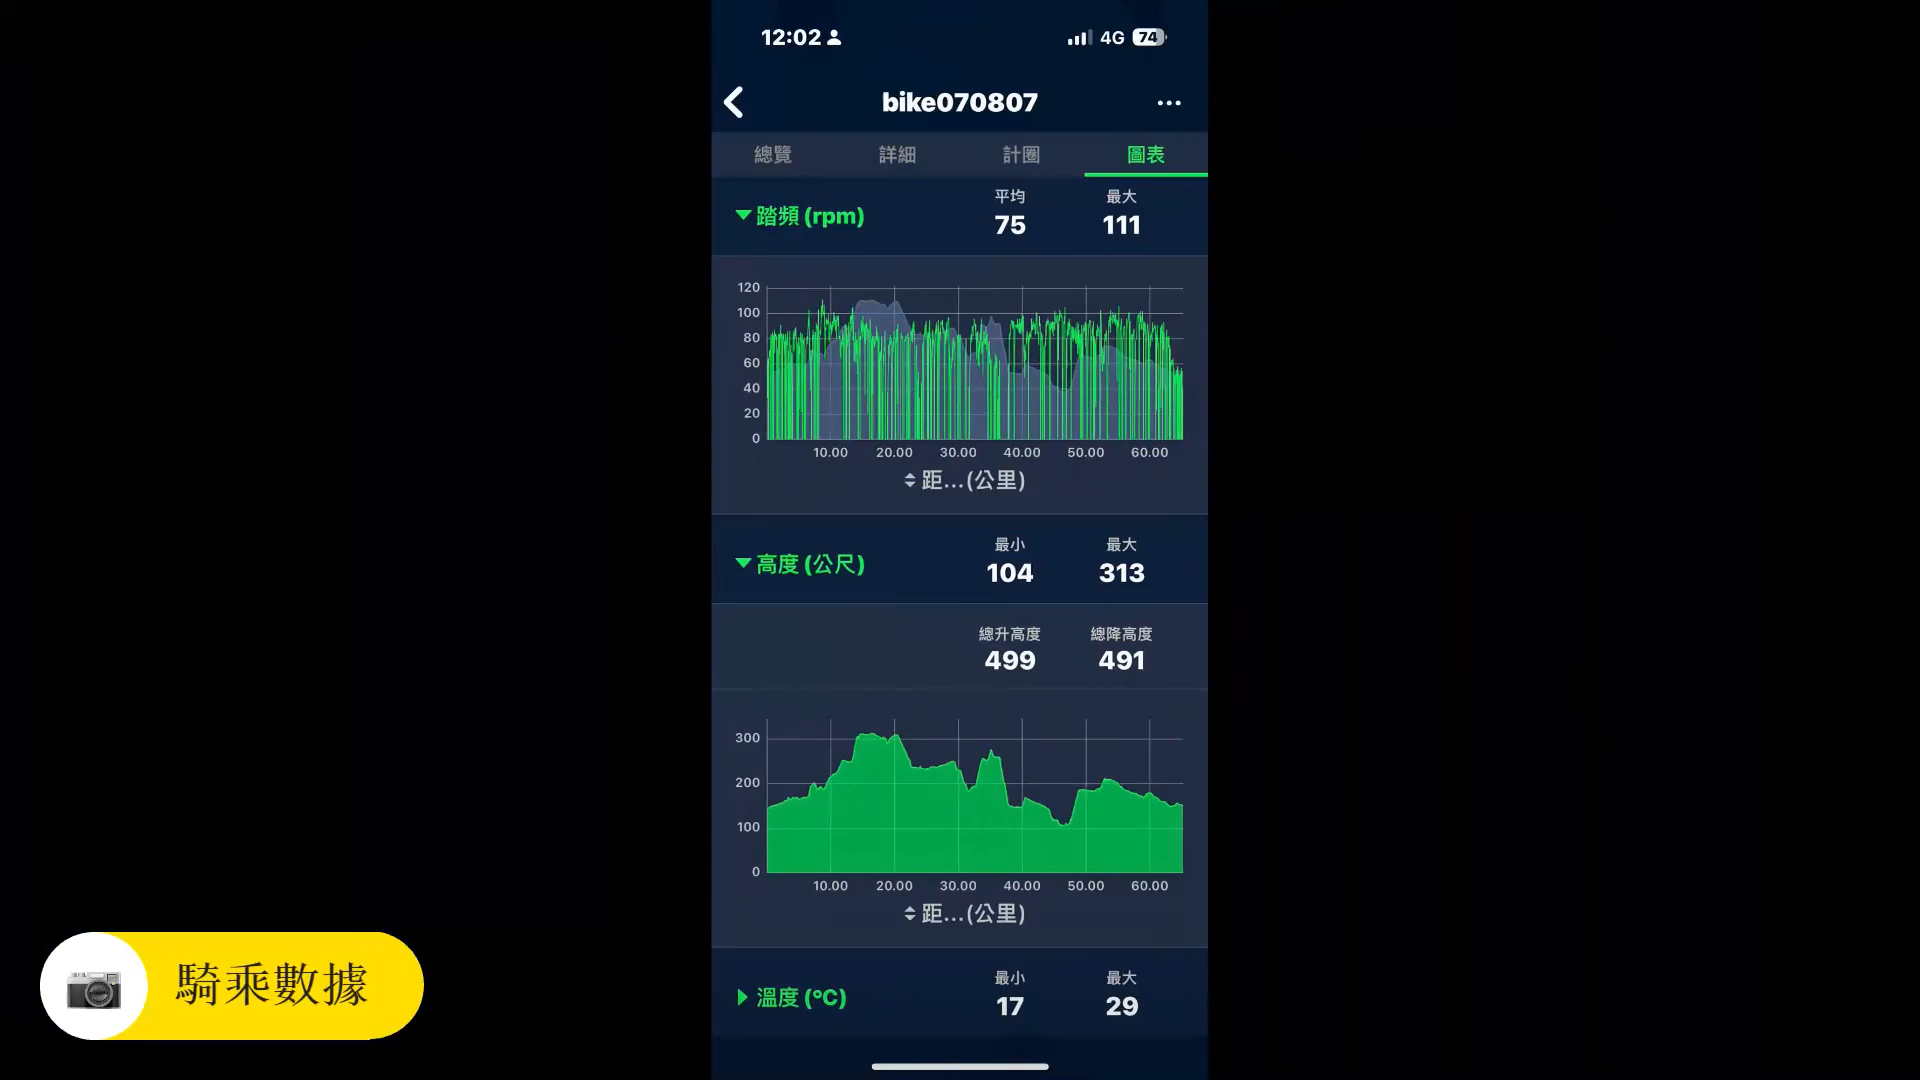 12:02
4G 74
bike070807
總覽 詳細 計圈 圖表
踏頻 (rpm)
平均 最大
75 111
120
100
80
60
40
20
0
10.00 20.00 30.00 40.00 50.00 60.00
距...(公里)
高度 (公尺)
最小 最大
104 313
總升高度 總降高度
499 491
300
200
100
0
10.00 20.00 30.00 40.00 50.00 60.00
距...(公里)
溫度 (°C)
最小 最大
17 29
騎乘數據